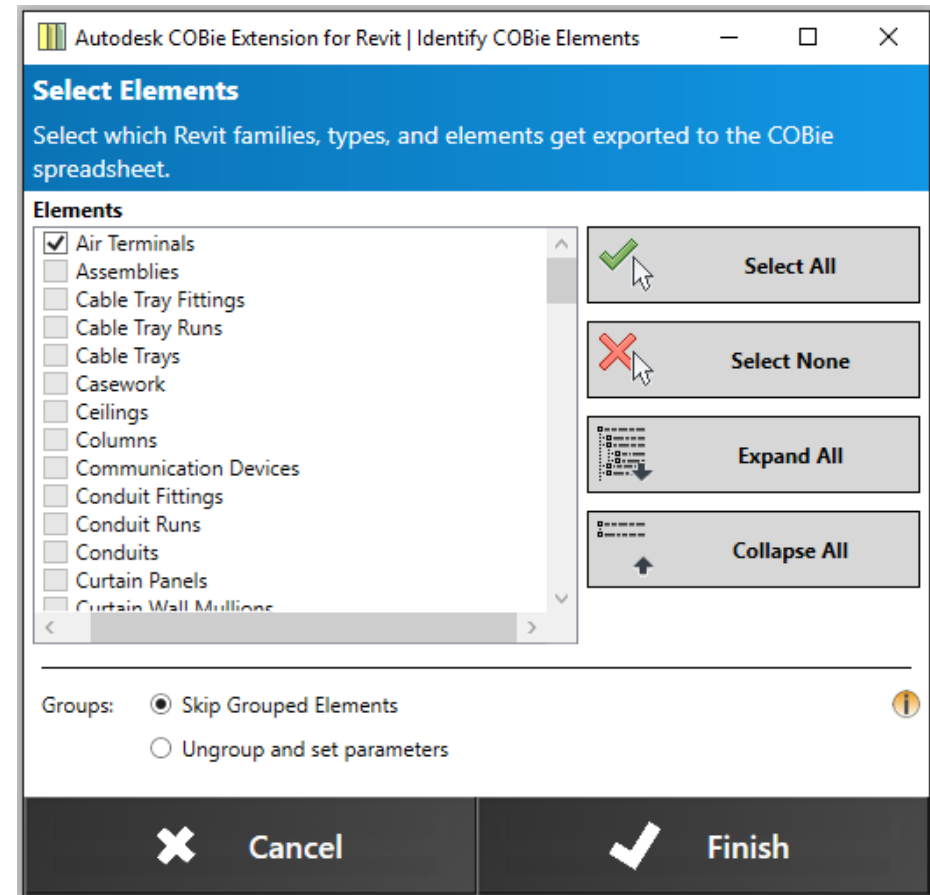 Autodesk COBie Extension for Revit | Identify COBie Elements
Select Elements
Select which Revit families, types, and elements get exported to the COBie
spreadsheet.
Elements
Air Terminals
Assemblies
Cable Tray Fittings
Cable Tray Runs
Cable Trays
Casework
Ceilings
Columns
Communication Devices
Conduit Fittings
Conduit Runs
Conduits
Curtain Panels
Curtain Wall Mullions
Select All
Select None
Expand All
Collapse All
Groups:
Skip Grouped Elements
Ungroup and set parameters
Cancel
Finish